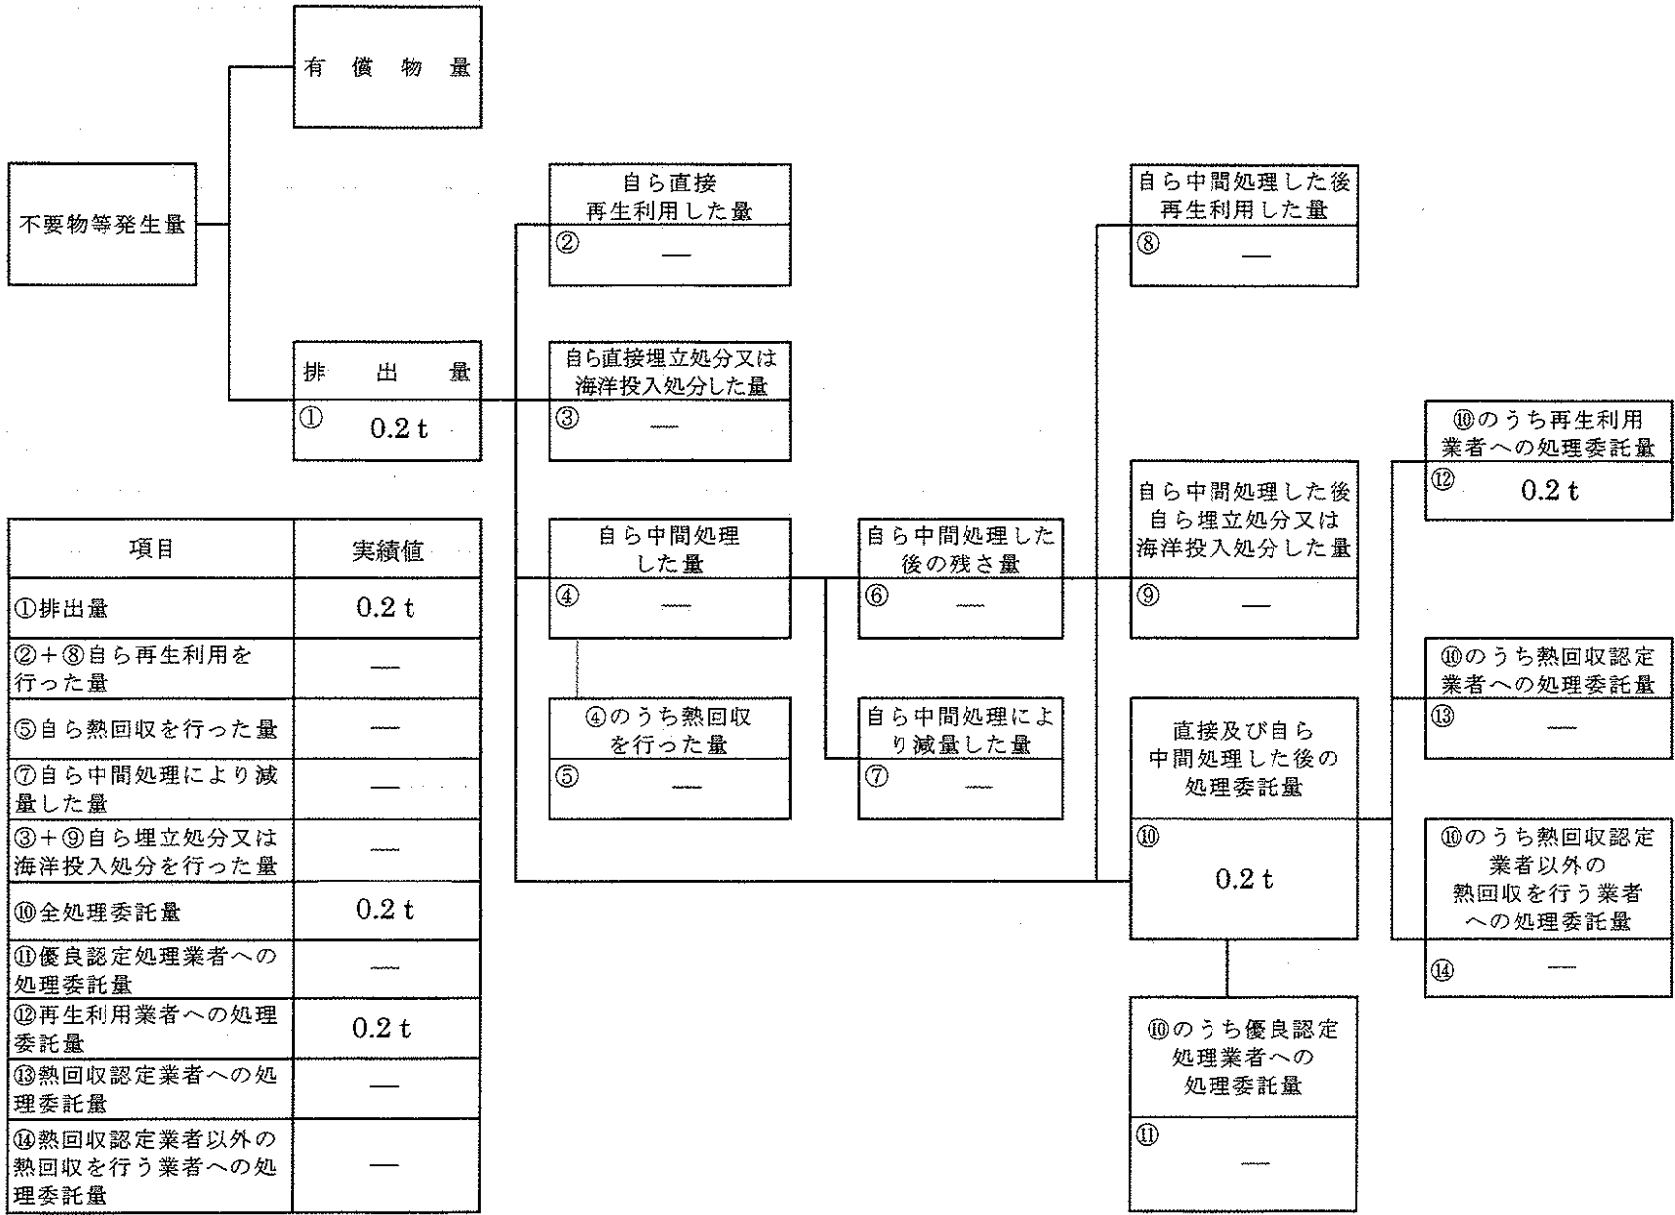 有償物量
不要物等発生量
排出量
① 0.2 t
自ら直接
再生利用した量
② —
自ら直接埋立処分又は
海洋投入処分した量
③ —
自ら中間処理
した量
④ —
④のうち熱回収
を行った量
⑤ —
自ら中間処理した
後の残さ量
⑥ —
自ら中間処理によ
り減量した量
⑦ —
自ら中間処理した後
再生利用した量
⑧ —
自ら中間処理した後
自ら埋立処分又は
海洋投入処分した量
⑨ —
直接及び自ら
中間処理した後の
処理委託量
⑩
0.2 t
⑩のうち優良認定
処理業者への
処理委託量
⑪
—
⑩のうち再生利用
業者への処理委託量
⑫ 0.2 t
⑩のうち熱回収認定
業者への処理委託量
⑬ —
⑩のうち熱回収認定
業者以外の
熱回収を行う業者
への処理委託量
⑭ —
項目 実績値
①排出量 0.2 t
②+⑧自ら再生利用を
行った量 —
⑤自ら熱回収を行った量 —
⑦自ら中間処理により減
量した量 —
③+⑨自ら埋立処分又は
海洋投入処分を行った量 —
⑩全処理委託量 0.2 t
⑪優良認定処理業者への
処理委託量 —
⑫再生利用業者への処理
委託量 0.2 t
⑬熱回収認定業者への処
理委託量 —
⑭熱回収認定業者以外の
熱回収を行う業者への処
理委託量 —